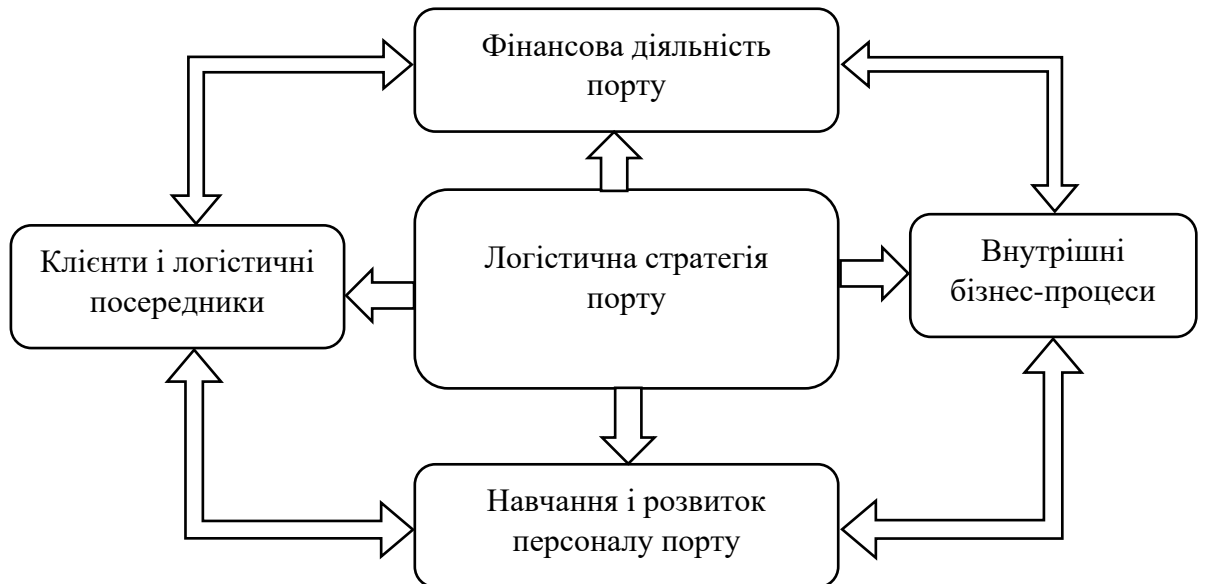 Фінансова діяльність
порту
Клієнти і логістичні
посередники
Логістична стратегія
порту
Внутрішні
бізнес-процеси
Навчання і розвиток
персоналу порту